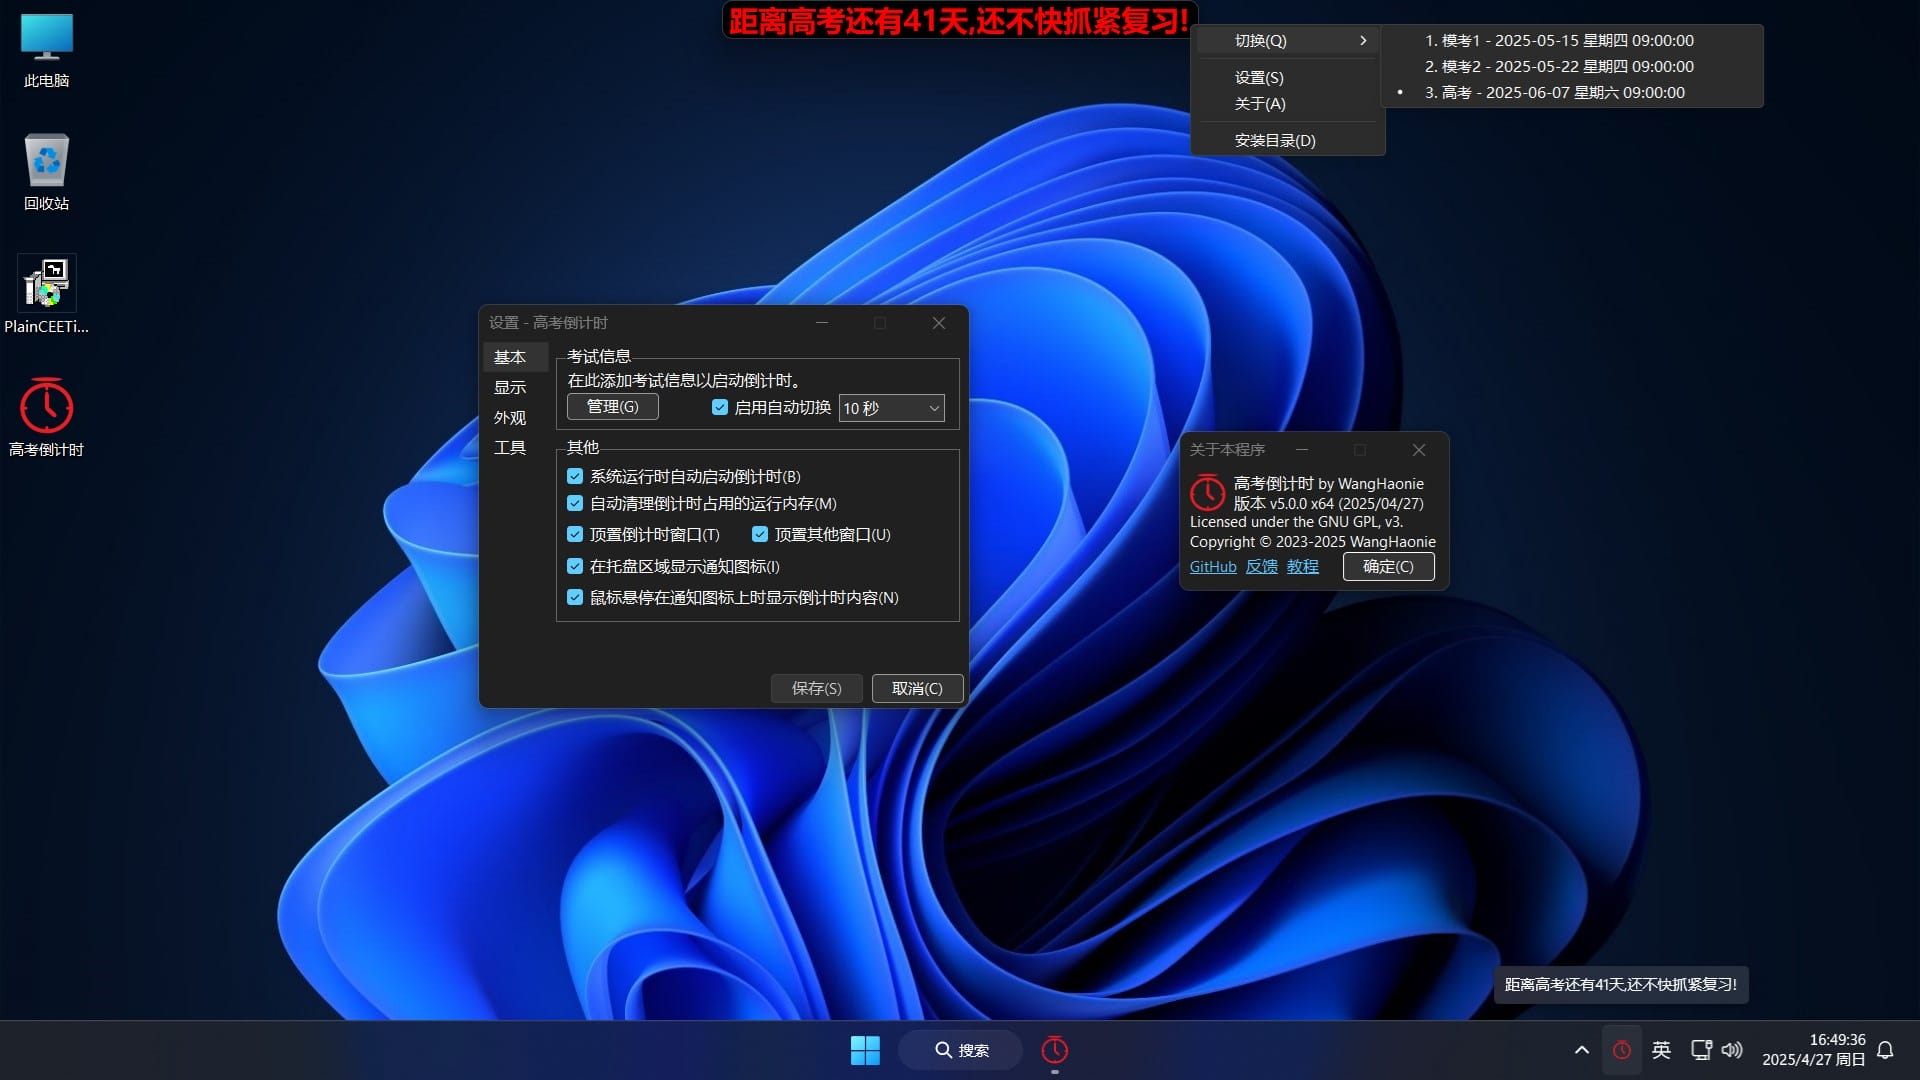 距离高考还有41天,还不快抓紧复习!
此电脑
回收站
PlainCEETi...
高考倒计时
切换(Q)
设置(S)
关于(A)
安装目录(D)
1. 模考1 - 2025-05-15 星期四 09:00:00
2. 模考2 - 2025-05-22 星期四 09:00:00
• 3. 高考 - 2025-06-07 星期六 09:00:00
设置 - 高考倒计时
基本
显示
外观
工具
考试信息
在此添加考试信息以启动倒计时。
管理(G) 启用自动切换 10 秒
其他
系统运行时自动启动倒计时(B)
自动清理倒计时占用的运行内存(M)
顶置倒计时窗口(T) 顶置其他窗口(U)
在托盘区域显示通知图标(I)
鼠标悬停在通知图标上时显示倒计时内容(N)
保存(S) 取消(C)
关于本程序
高考倒计时 by WangHaonie
版本 v5.0.0 x64 (2025/04/27)
Licensed under the GNU GPL, v3.
Copyright © 2023-2025 WangHaonie
GitHub 反馈 教程 确定(C)
距离高考还有41天,还不快抓紧复习!
搜索
英
16:49:36
2025/4/27 周日